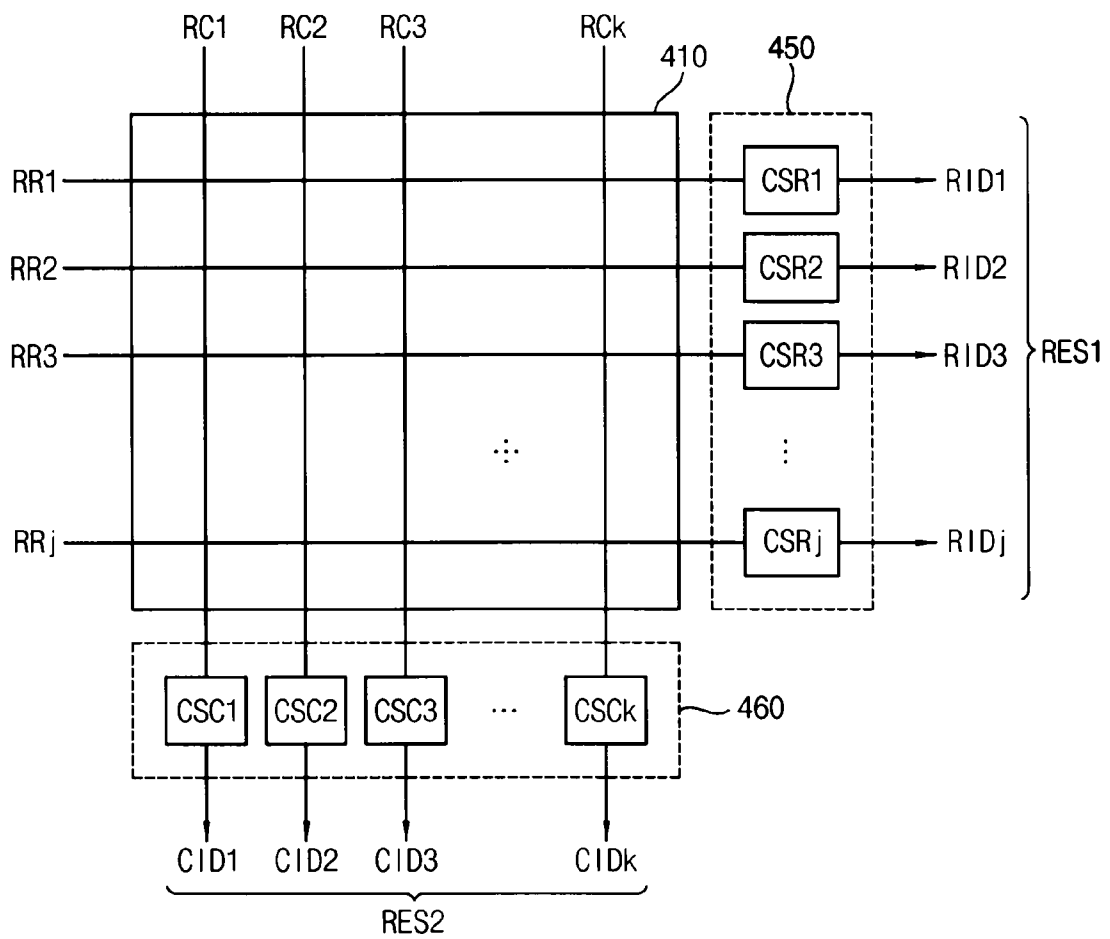 RC1 RC2 RC3 RCk
410
450
RR1 CSR1 RID1
RR2 CSR2 RID2
RR3 CSR3 RID3
RES1
RRj CSRj RIDj
CSC1 CSC2 CSC3 ... CSCk
460
CID1 CID2 CID3 CIDk
RES2